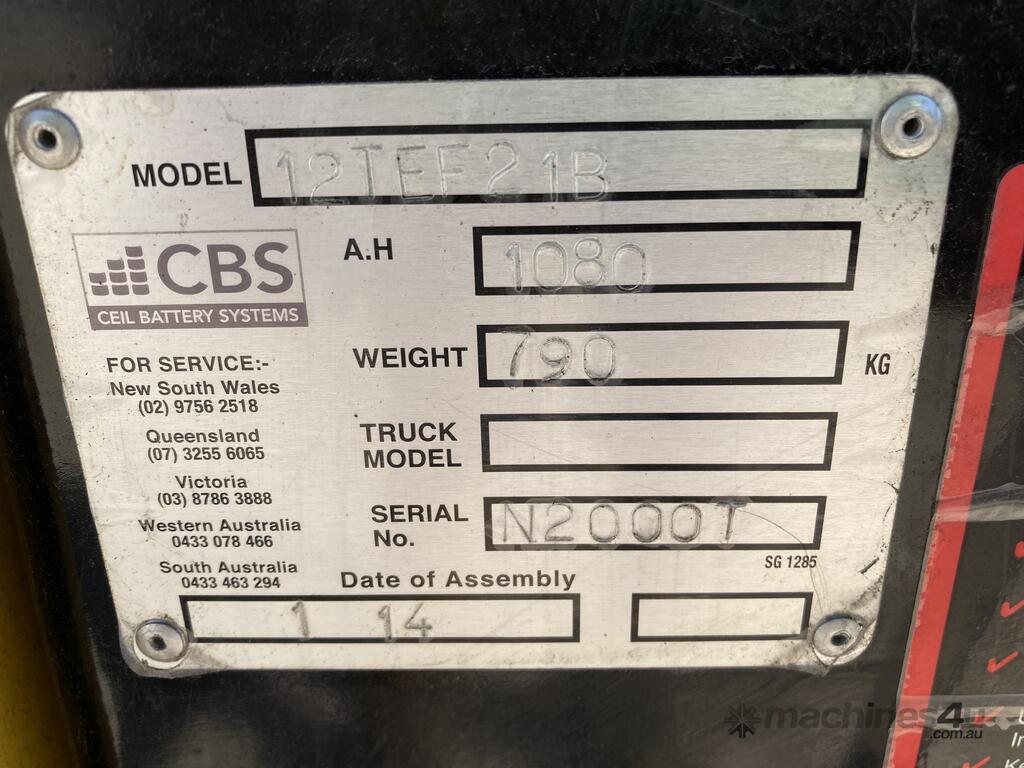 MODEL 12TEF21B
CBS
CEIL BATTERY SYSTEMS
A.H 1080
WEIGHT 790 KG
TRUCK
MODEL
SERIAL
No. N2000T
SG 1285
Date of Assembly
1 14
FOR SERVICE:-
New South Wales
(02) 9756 2518
Queensland
(07) 3255 6065
Victoria
(03) 8786 3888
Western Australia
0433 078 466
South Australia
0433 463 294
machines4u
.com.au